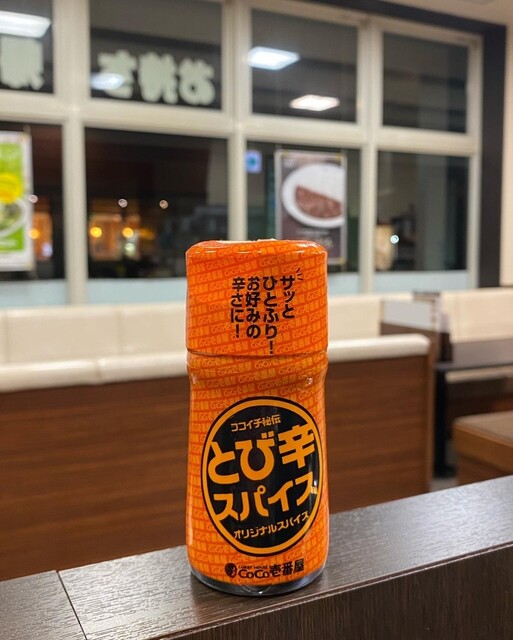 サッと
ひとふり！
お好みの
辛さに！
ココイチ秘伝
とび辛
スパイス
オリジナルスパイス
CURRY HOUSE
CoCo壱番屋